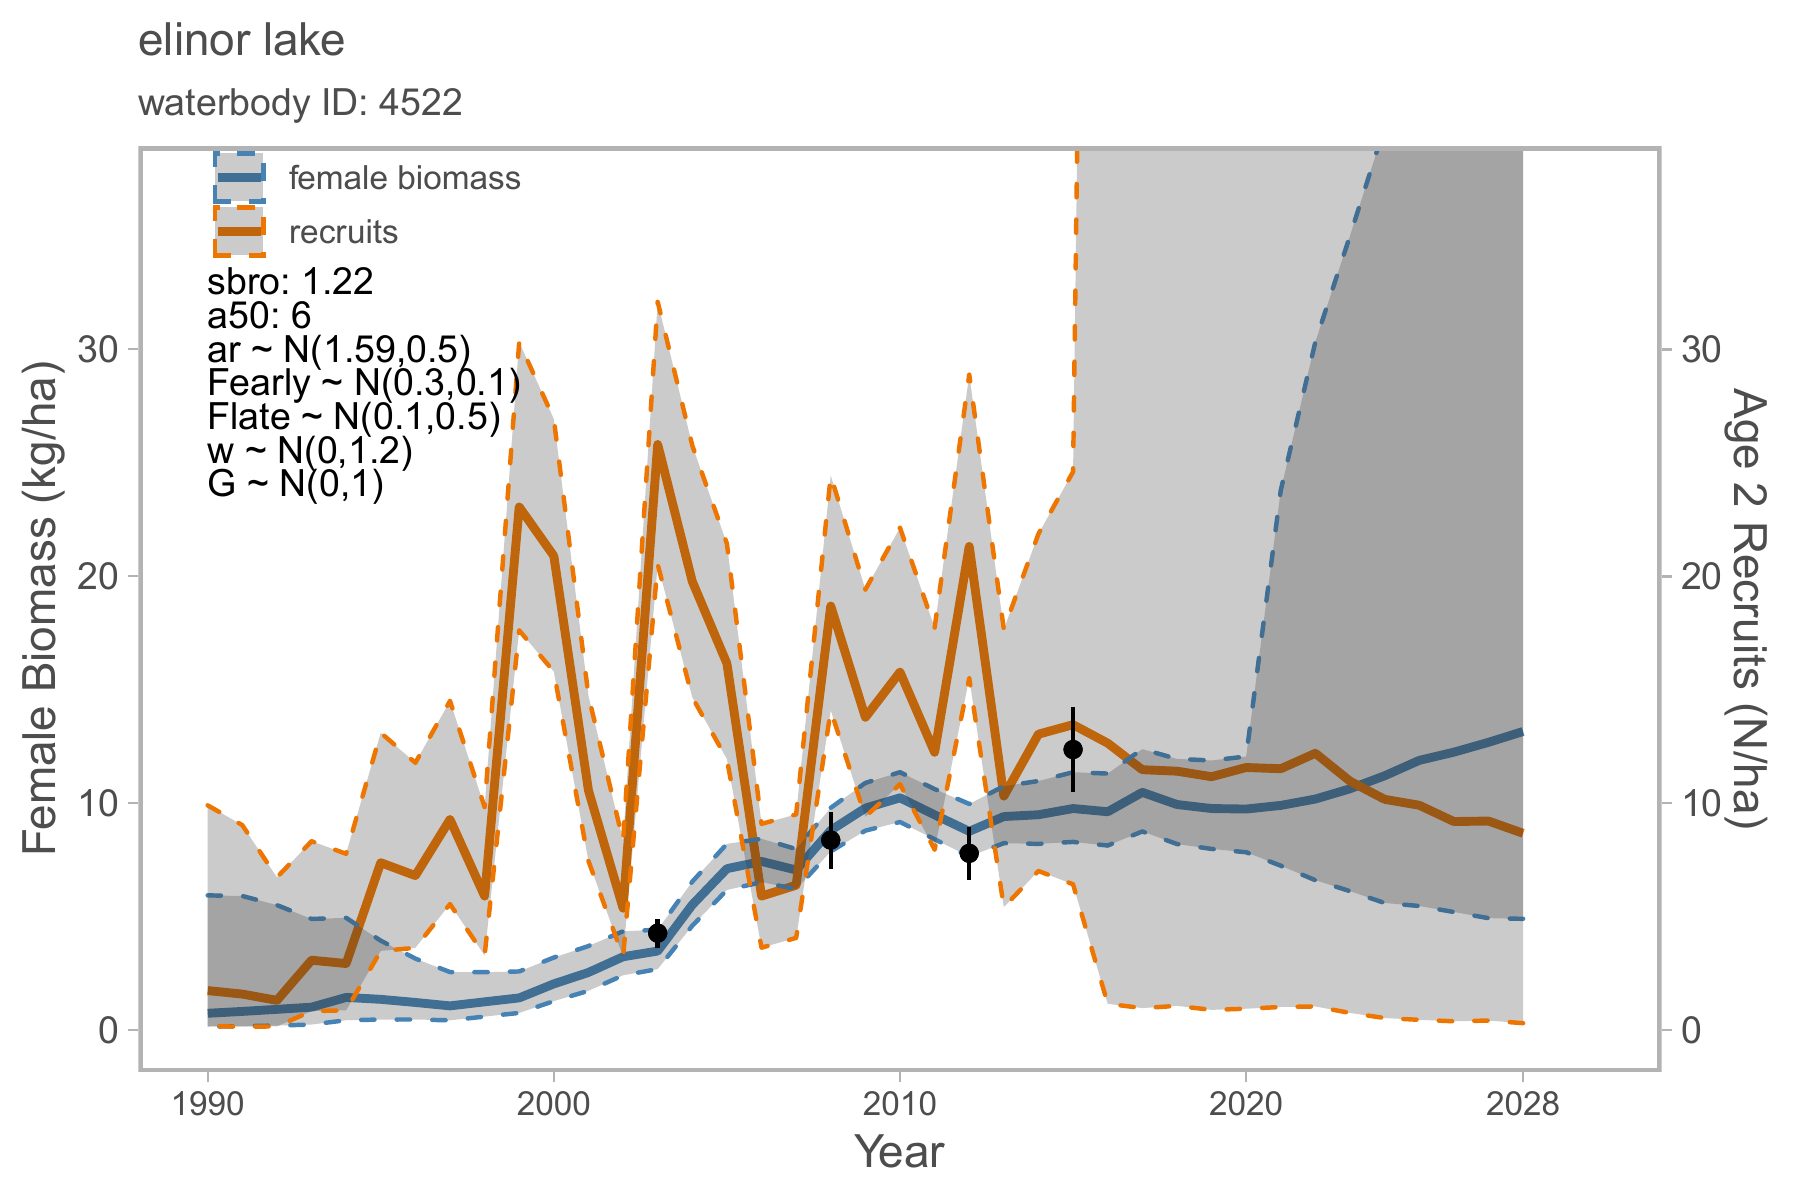 elinor lake
waterbody ID: 4522
female biomass
recruits
sbro: 1.22
a50: 6
ar ~ N(1.59,0.5)
Fearly ~ N(0.3,0.1)
Flate ~ N(0.1,0.5)
w ~ N(0,1.2)
G ~ N(0,1)
Female Biomass (kg/ha)
30
20
10
0
30
20
10
0
Age 2 Recruits (N/ha)
1990
2000
2010
2020
2028
Year